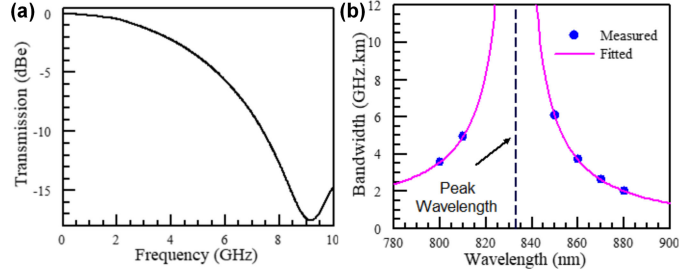 (a)
0
-5
-10
-15
Transmission (dBe)
0 2 4 6 8 10
Frequency (GHz)
(b)
12
10
8
6
4
2
0
Bandwidth (GHz.km)
Measured
Fitted
Peak
Wavelength
780 800 820 840 860 880 900
Wavelength (nm)